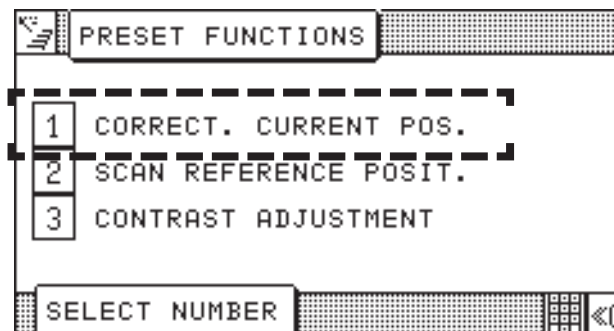 PRESET FUNCTIONS
1 CORRECT. CURRENT POS.
2 SCAN REFERENCE POSIT.
3 CONTRAST ADJUSTMENT
SELECT NUMBER